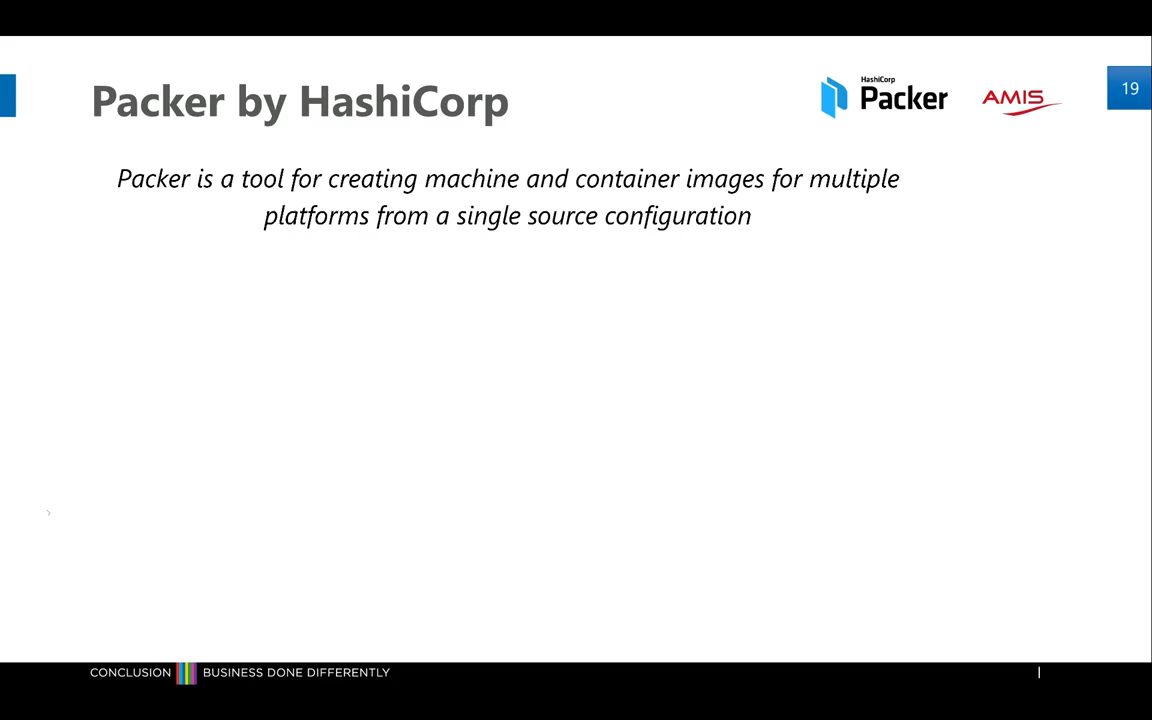 Packer by HashiCorp
HashiCorp
Packer
AMIS
19
Packer is a tool for creating machine and container images for multiple
platforms from a single source configuration
CONCLUSION BUSINESS DONE DIFFERENTLY
|